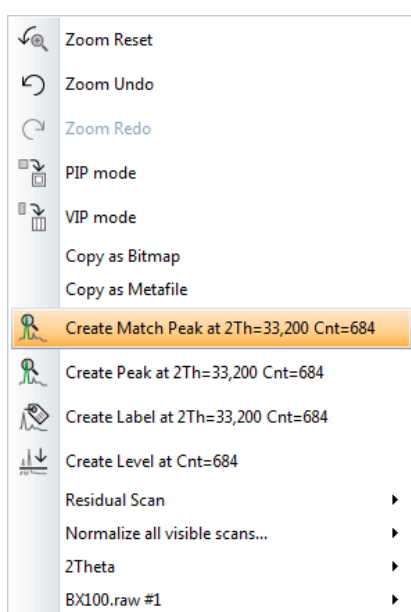 Zoom Reset
Zoom Undo
Zoom Redo
PIP mode
VIP mode
Copy as Bitmap
Copy as Metafile
Create Match Peak at 2Th=33,200 Cnt=684
Create Peak at 2Th=33,200 Cnt=684
Create Label at 2Th=33,200 Cnt=684
Create Level at Cnt=684
Residual Scan
Normalize all visible scans...
2Theta
BX100.raw #1